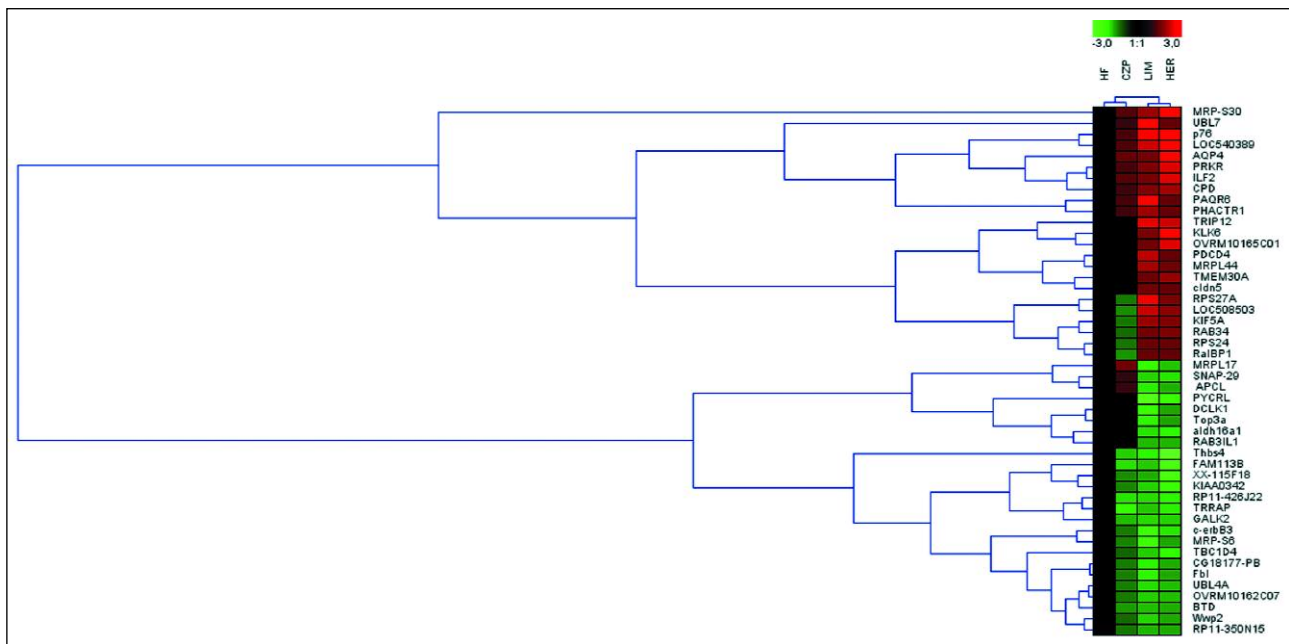 -3,0 1:1 3,0
HF CZP LIM HER
MRP-S30
UBL7
p76
LOC540389
AQP4
PRKR
ILF2
CPD
PAQR6
PHACTR1
TRIP12
KLK6
OVRM10165C01
PDCD4
MRPL44
TMEM30A
cldn5
RPS27A
LOC508503
KIF5A
RAB34
RPS24
RalBP1
MRPL17
SNAP-29
APCL
PYCRL
DCLK1
Top3a
aldh16a1
RAB3IL1
Thbs4
FAM113B
XX-115F18
KIAA0342
RP11-426J22
TRRAP
GALK2
c-erbB3
MRP-S6
TBC1D4
CG18177-PB
Fbl
UBL4A
OVRM10162C07
BTD
Wwp2
RP11-350N15